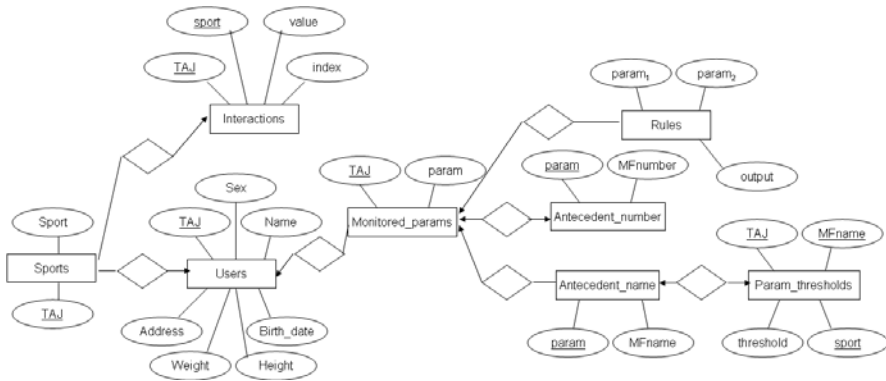 sport
value
TAJ
index
Interactions
param1
param2
Rules
output
Sex
TAJ
Name
Users
Address
Birth_date
Weight
Height
Sport
Sports
TAJ
TAJ
param
Monitored_params
param
MFnumber
Antecedent_number
Antecedent_name
param
MFname
TAJ
MFname
Param_thresholds
threshold
sport